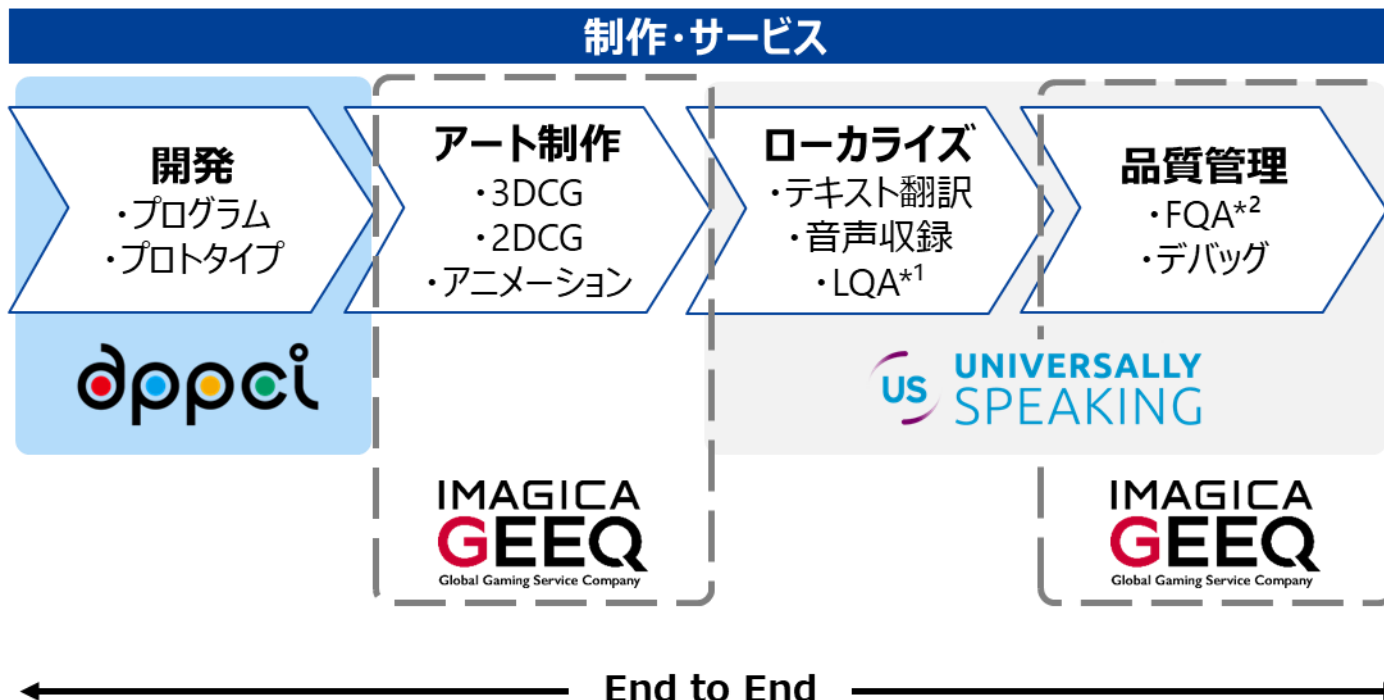 制作・サービス
開発
・プログラム
・プロトタイプ
アート制作
・3DCG
・2DCG
・アニメーション
ローカライズ
・テキスト翻訳
・音声収録
・LQA*1
品質管理
・FQA*2
・デバッグ
appci
US UNIVERSALLY
SPEAKING
IMAGICA
GEEQ
Global Gaming Service Company
IMAGICA
GEEQ
Global Gaming Service Company
End to End